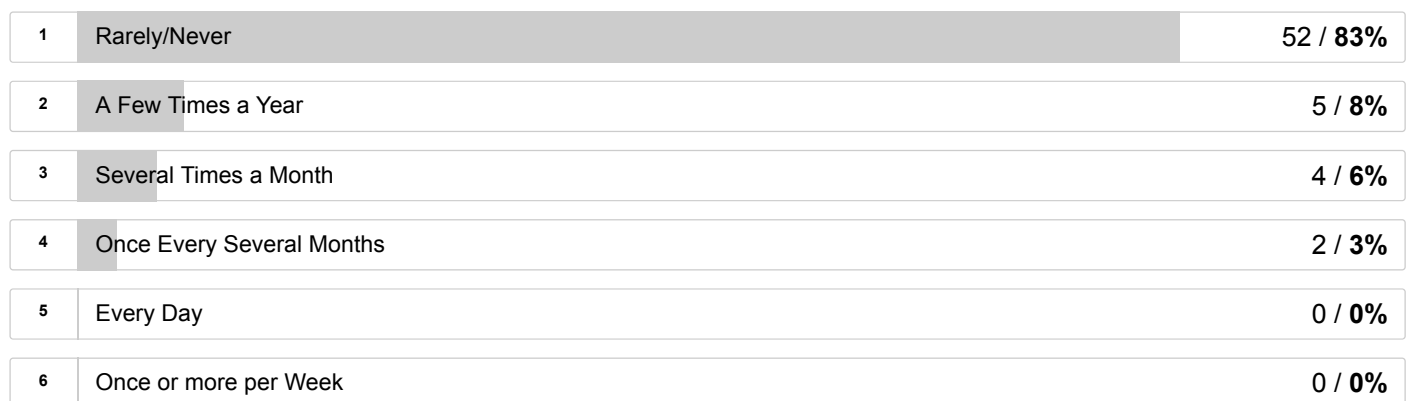 1 Rarely/Never 52 / 83%
2 A Few Times a Year 5 / 8%
3 Several Times a Month 4 / 6%
4 Once Every Several Months 2 / 3%
5 Every Day 0 / 0%
6 Once or more per Week 0 / 0%